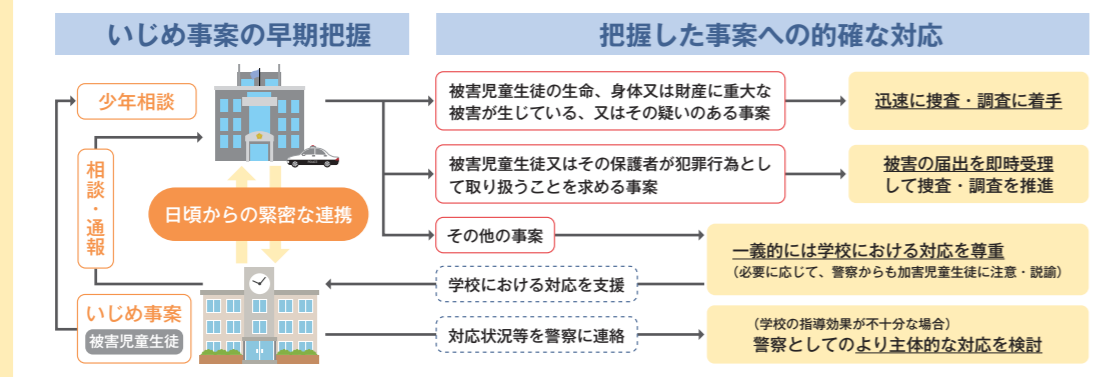 いじめ事案の早期把握
把握した事案への的確な対応
少年相談
相談・通報
日頃からの緊密な連携
いじめ事案
被害児童生徒
被害児童生徒の生命、身体又は財産に重大な
被害が生じている、又はその疑いのある事案
迅速に捜査・調査に着手
被害児童生徒又はその保護者が犯罪行為とし
て取り扱うことを求める事案
被害の届出を即時受理
して捜査・調査を推進
その他の事案
一義的には学校における対応を尊重
（必要に応じて、警察からも加害児童生徒に注意・説諭）
学校における対応を支援
対応状況等を警察に連絡
（学校の指導効果が不十分な場合）
警察としてのより主体的な対応を検討